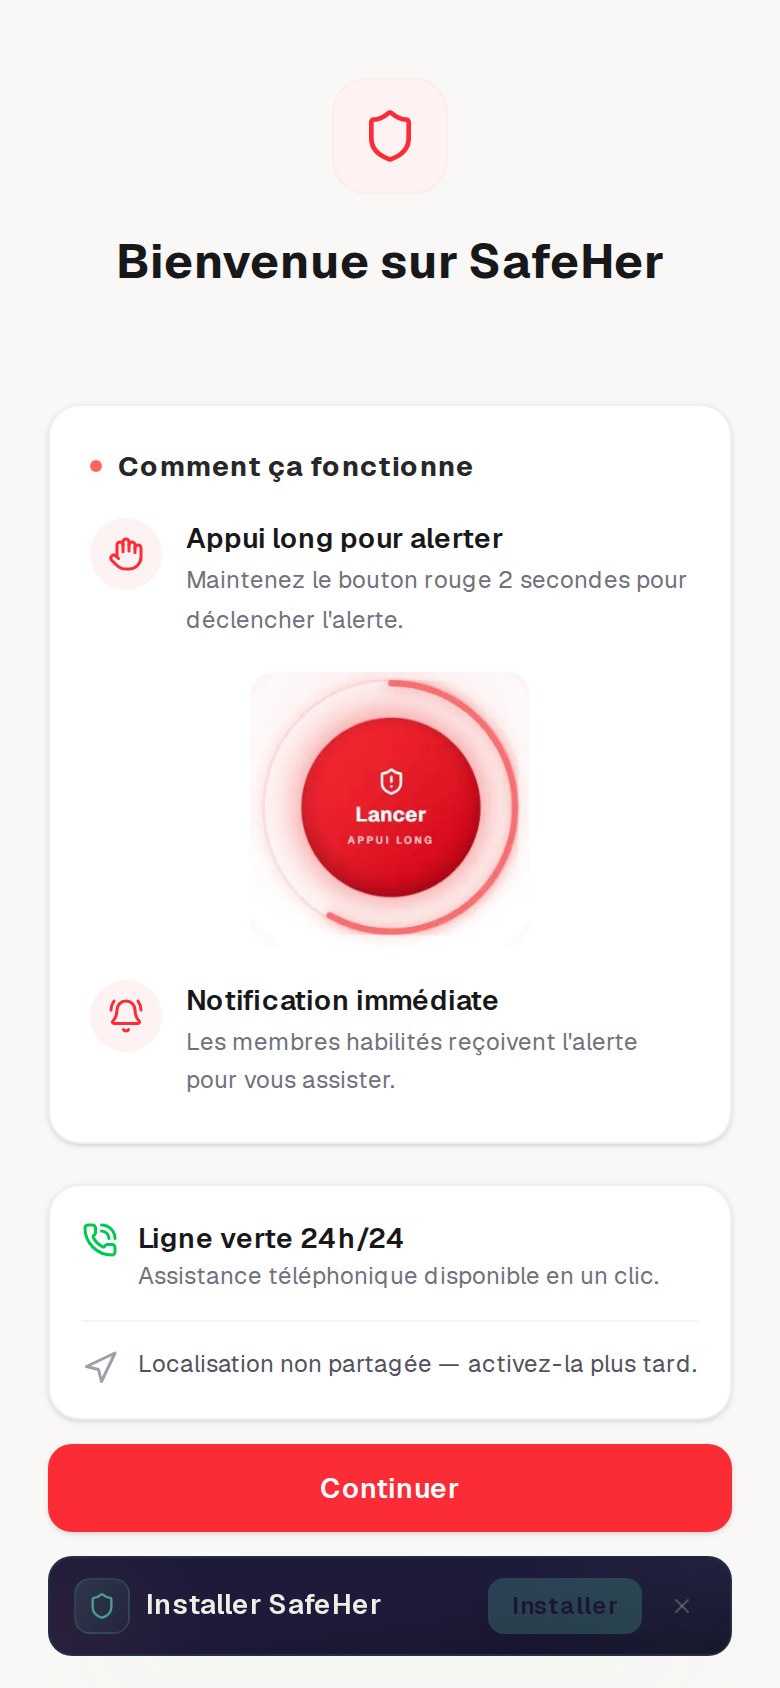 Bienvenue sur SafeHer
Comment ça fonctionne
Appui long pour alerter
Maintenez le bouton rouge 2 secondes pour
déclencher l'alerte.
Lancer
APPUI LONG
Notification immédiate
Les membres habilités reçoivent l'alerte
pour vous assister.
Ligne verte 24h/24
Assistance téléphonique disponible en un clic.
Localisation non partagée — activez-la plus tard.
Continuer
Installer SafeHer
Installer